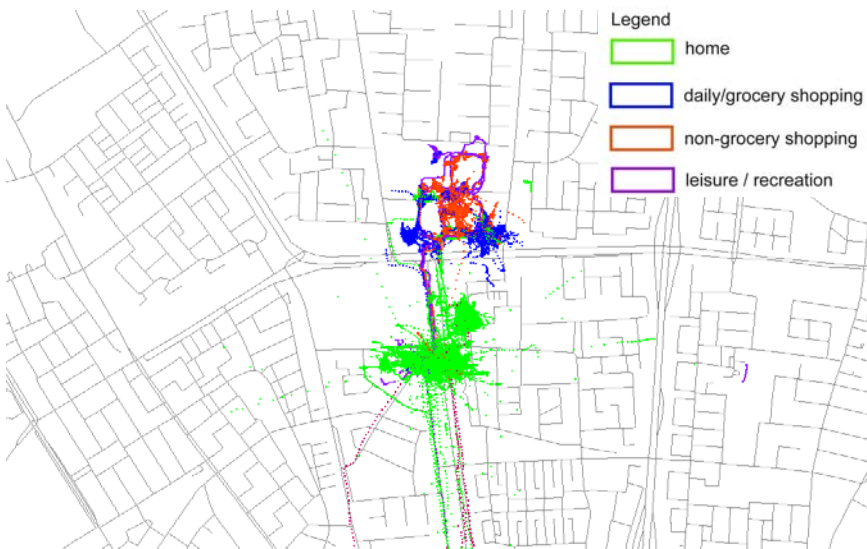 Legend
home
daily/grocery shopping
non-grocery shopping
leisure / recreation